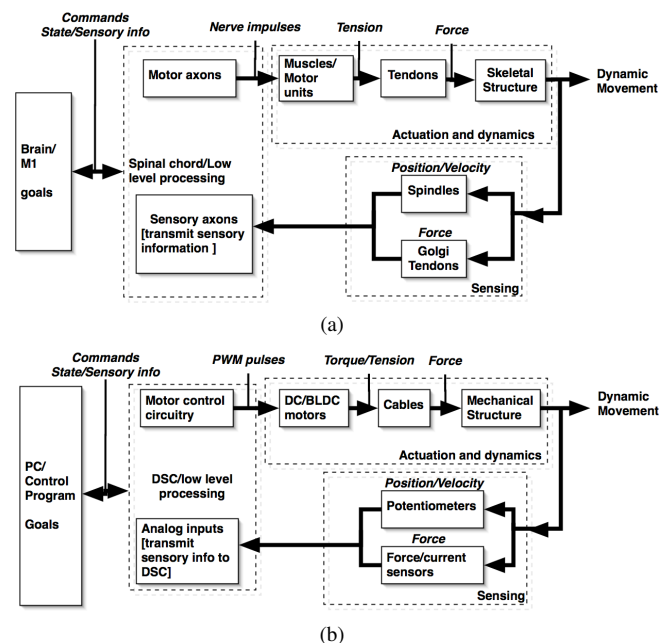 Commands
State/Sensory info
Nerve impulses
Tension
Force
Motor axons
Muscles/
Motor
units
Tendons
Skeletal
Structure
Dynamic
Movement
Actuation and dynamics
Brain/
M1
goals
Spinal chord/Low
level processing
Position/Velocity
Spindles
Sensory axons
[transmit sensory
information ]
Force
Golgi
Tendons
Sensing
(a)
Commands
State/Sensory info
PWM pulses
Torque/Tension
Force
Motor control
circuitry
DC/BLDC
motors
Cables
Mechanical
Structure
Dynamic
Movement
Actuation and dynamics
PC/
Control
Program
Goals
DSC/low level
processing
Position/Velocity
Potentiometers
Analog inputs
[transmit
sensory info to
DSC]
Force
Force/current
sensors
Sensing
(b)